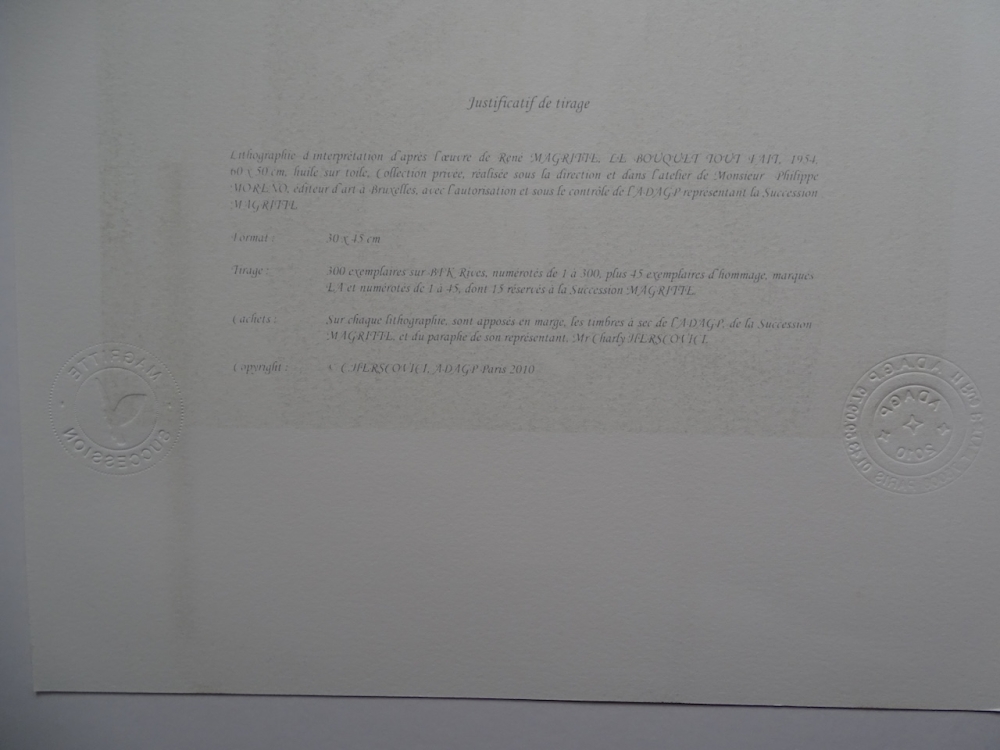 Justificatif de tirage
Lithographie d'interprétation d'après l'œuvre de René MAGRITTE, LE BOUQUET TOUT FAIT, 1954,
60 x 50 cm, huile sur toile, Collection privée, réalisée sous la direction et dans l'atelier de Monsieur Philippe
MORENO, éditeur d'art à Bruxelles, avec l'autorisation et sous le contrôle de l'ADAGP représentant la Succession
MAGRITTE.
Format : 30 x 45 cm
Tirage : 300 exemplaires sur BFK Rives, numérotés de 1 à 300, plus 45 exemplaires d'hommage, marqués
EA et numérotés de 1 à 45, dont 15 réservés à la Succession MAGRITTE.
Cachets : Sur chaque lithographie, sont apposés en marge, les timbres à sec de l'ADAGP, de la Succession
MAGRITTE, et du paraphe de son représentant, Mr Charly HERSCOVICI.
Copyright : © C.HERSCOVICI, ADAGP Paris 2010
MAGRITTE
SUCCESSION
ADAGP
ADAGP
2010
PARIS